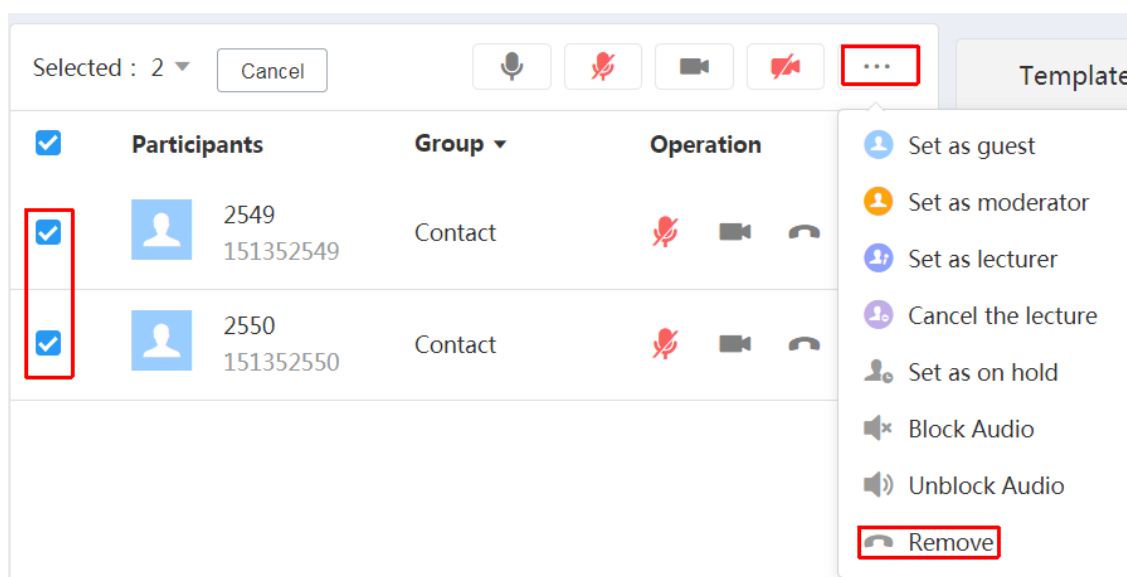 Selected : 2 Cancel
Template
Participants Group Operation
2549
151352549
Contact
2550
151352550
Contact
Set as guest
Set as moderator
Set as lecturer
Cancel the lecture
Set as on hold
Block Audio
Unblock Audio
Remove